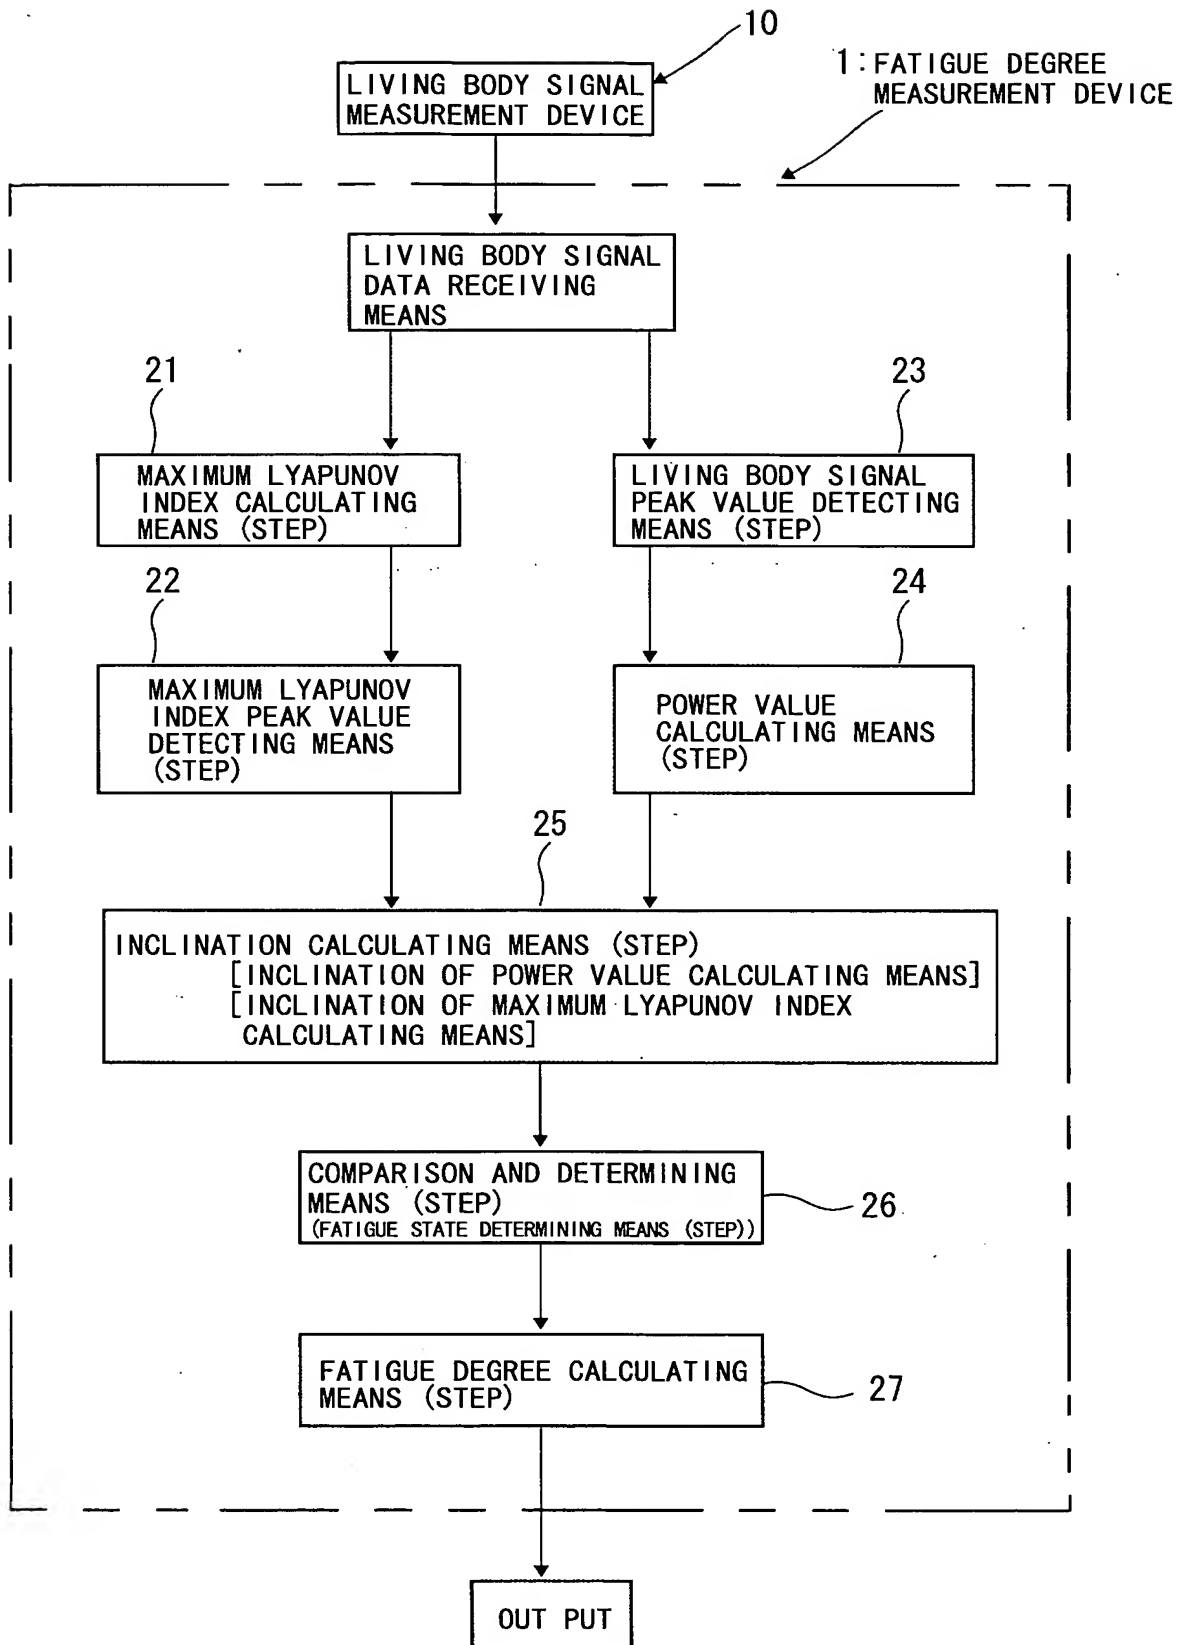 10
LIVING BODY SIGNAL
MEASUREMENT DEVICE
1:FATIGUE DEGREE
MEASUREMENT DEVICE
LIVING BODY SIGNAL
DATA RECEIVING
MEANS
21
MAXIMUM LYAPUNOV
INDEX CALCULATING
MEANS (STEP)
23
LIVING BODY SIGNAL
PEAK VALUE DETECTING
MEANS (STEP)
22
MAXIMUM LYAPUNOV
INDEX PEAK VALUE
DETECTING MEANS
(STEP)
24
POWER VALUE
CALCULATING MEANS
(STEP)
25
INCLINATION CALCULATING MEANS (STEP)
[INCLINATION OF POWER VALUE CALCULATING MEANS]
[INCLINATION OF MAXIMUM LYAPUNOV INDEX
CALCULATING MEANS]
COMPARISON AND DETERMINING
MEANS (STEP)
(FATIGUE STATE DETERMINING MEANS (STEP))
26
FATIGUE DEGREE CALCULATING
MEANS (STEP)
27
OUT PUT